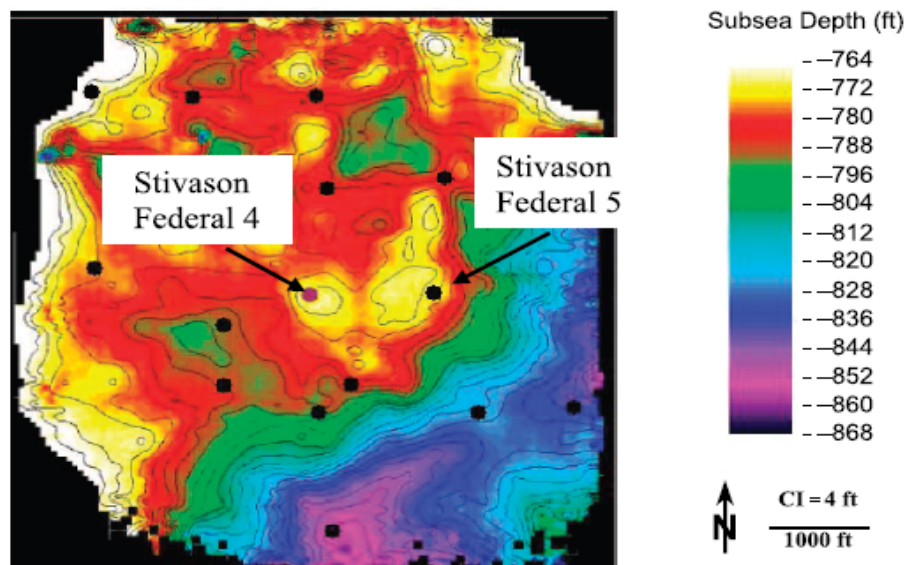 Subsea Depth (ft)
Stivason
Federal 4
Stivason
Federal 5
-764
-772
-780
-788
-796
-804
-812
-820
-828
-836
-844
-852
-860
-868
N
CI = 4 ft
1000 ft